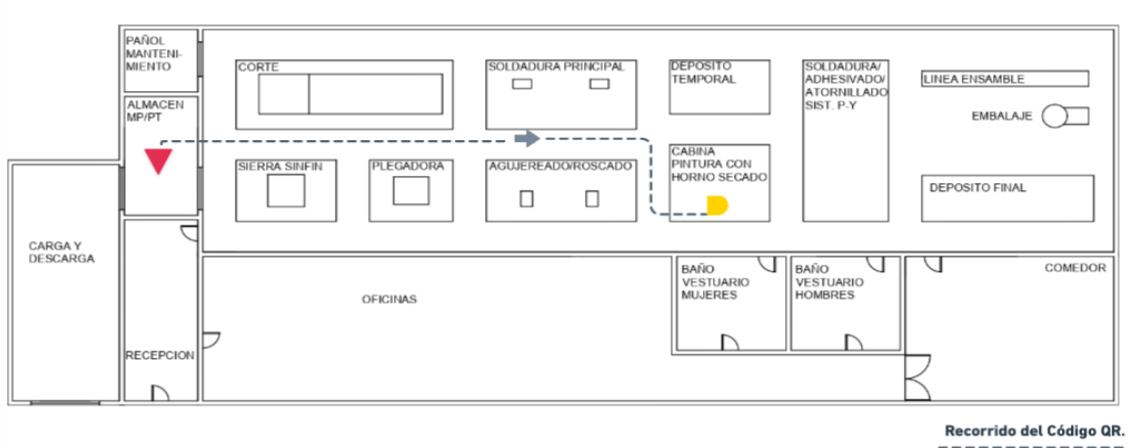 PAÑOL
MANTENI-
MIENTO
ALMACEN
MP/PT
CORTE
SOLDADURA PRINCIPAL
DEPOSITO
TEMPORAL
SOLDADURA/
ADHESIVADO/
ATORNILLADO
SIST. P-Y
LINEA ENSAMBLE
EMBALAJE
SIERRA SINFIN
PLEGADORA
AGUJEREADO/ROSCADO
CABINA
PINTURA CON
HORNO SECADO
DEPOSITO FINAL
CARGA Y
DESCARGA
RECEPCION
OFICINAS
BAÑO
VESTUARIO
MUJERES
BAÑO
VESTUARIO
HOMBRES
COMEDOR
Recorrido del Código QR.